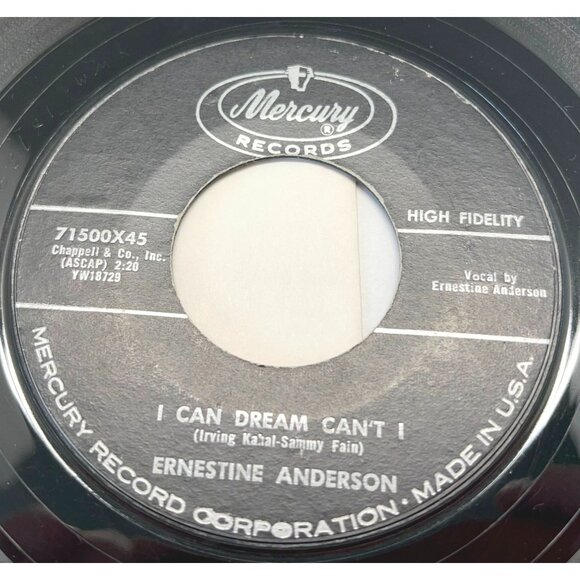 Mercury
®
RECORDS
HIGH FIDELITY
71500X45
Chappell & Co., Inc.
(ASCAP) 2:20
YW18729
Vocal by
Ernestine Anderson
I CAN DREAM CAN'T I
(Irving Kahal-Sammy Fain)
ERNESTINE ANDERSON
MERCURY RECORD CORPORATION • MADE IN U.S.A.